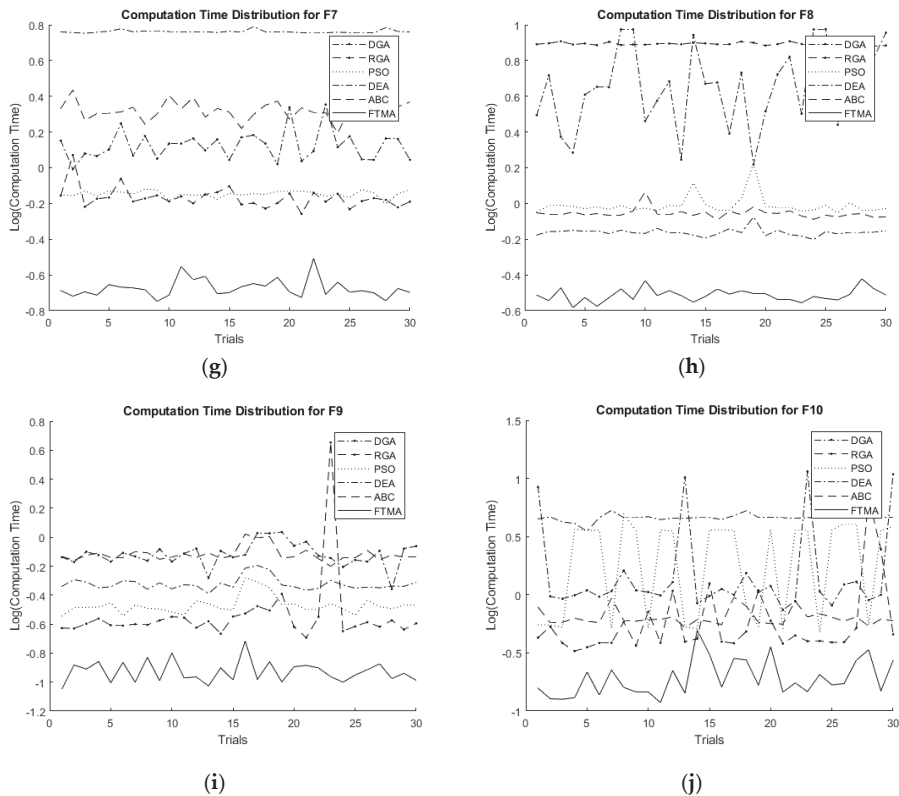 Computation Time Distribution for F7
Log(Computation Time)
0.8
0.6
0.4
0.2
0
-0.2
-0.4
-0.6
-0.8
DGA
RGA
PSO
DEA
ABC
FTMA
0 5 10 15 20 25 30
Trials
(g)
Computation Time Distribution for F8
Log(Computation Time)
1
0.8
0.6
0.4
0.2
0
-0.2
-0.4
-0.6
DGA
RGA
PSO
DEA
ABC
FTMA
0 5 10 15 20 25 30
Trials
(h)
Computation Time Distribution for F9
Log(Computation Time)
0.8
0.6
0.4
0.2
0
-0.2
-0.4
-0.6
-0.8
-1
-1.2
DGA
RGA
PSO
DEA
ABC
FTMA
0 5 10 15 20 25 30
Trials
(i)
Computation Time Distribution for F10
Log(Computation Time)
1.5
1
0.5
0
-0.5
-1
DGA
RGA
PSO
DEA
ABC
FTMA
0 5 10 15 20 25 30
Trials
(j)